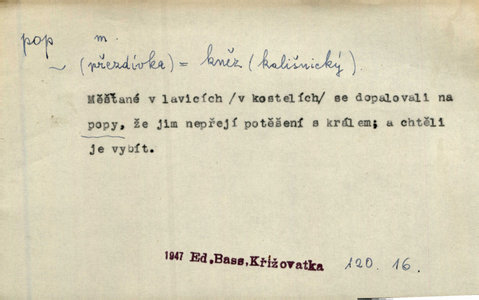 pop m.
~ (přezdívka) = kněz (kališnický).
Měšťané v lavicích /v kostelích/ se dopalovali na
popy, že jim nepřejí potěšení s králem; a chtěli
je vybít.
1947 Ed. Bass, Křižovatka 120. 16.